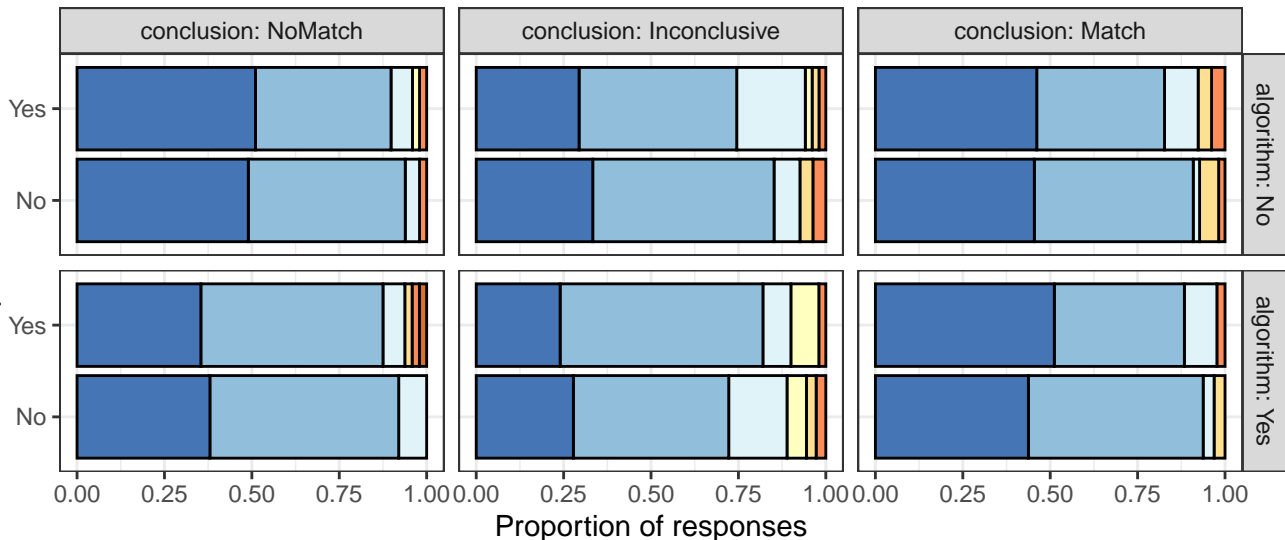 conclusion: NoMatch
conclusion: Inconclusive
conclusion: Match
Yes
No
algorithm: No
Yes
No
algorithm: Yes
0.00 0.25 0.50 0.75 1.00
0.00 0.25 0.50 0.75 1.00
0.00 0.25 0.50 0.75 1.00
Proportion of responses